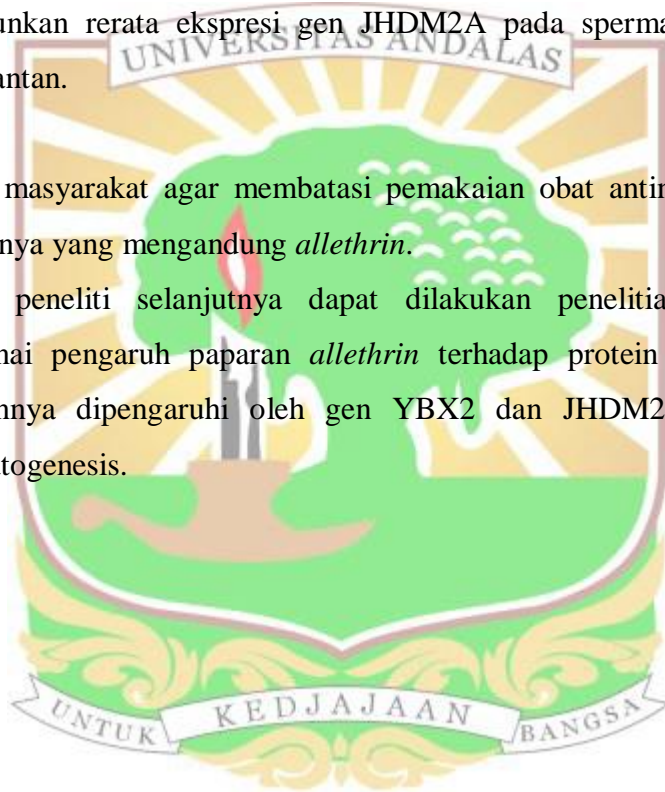 unkan rerata ekspresi gen JHDM2A pada sperma
UNIVERSITAS ANDALAS
antan.
masyarakat agar membatasi pemakaian obat antin
nya yang mengandung allethrin.
peneliti selanjutnya dapat dilakukan penelitia
nai pengaruh paparan allethrin terhadap protein
nnya dipengaruhi oleh gen YBX2 dan JHDM2
atogenesis.
UNTUK KEDJAJAAN BANGSA